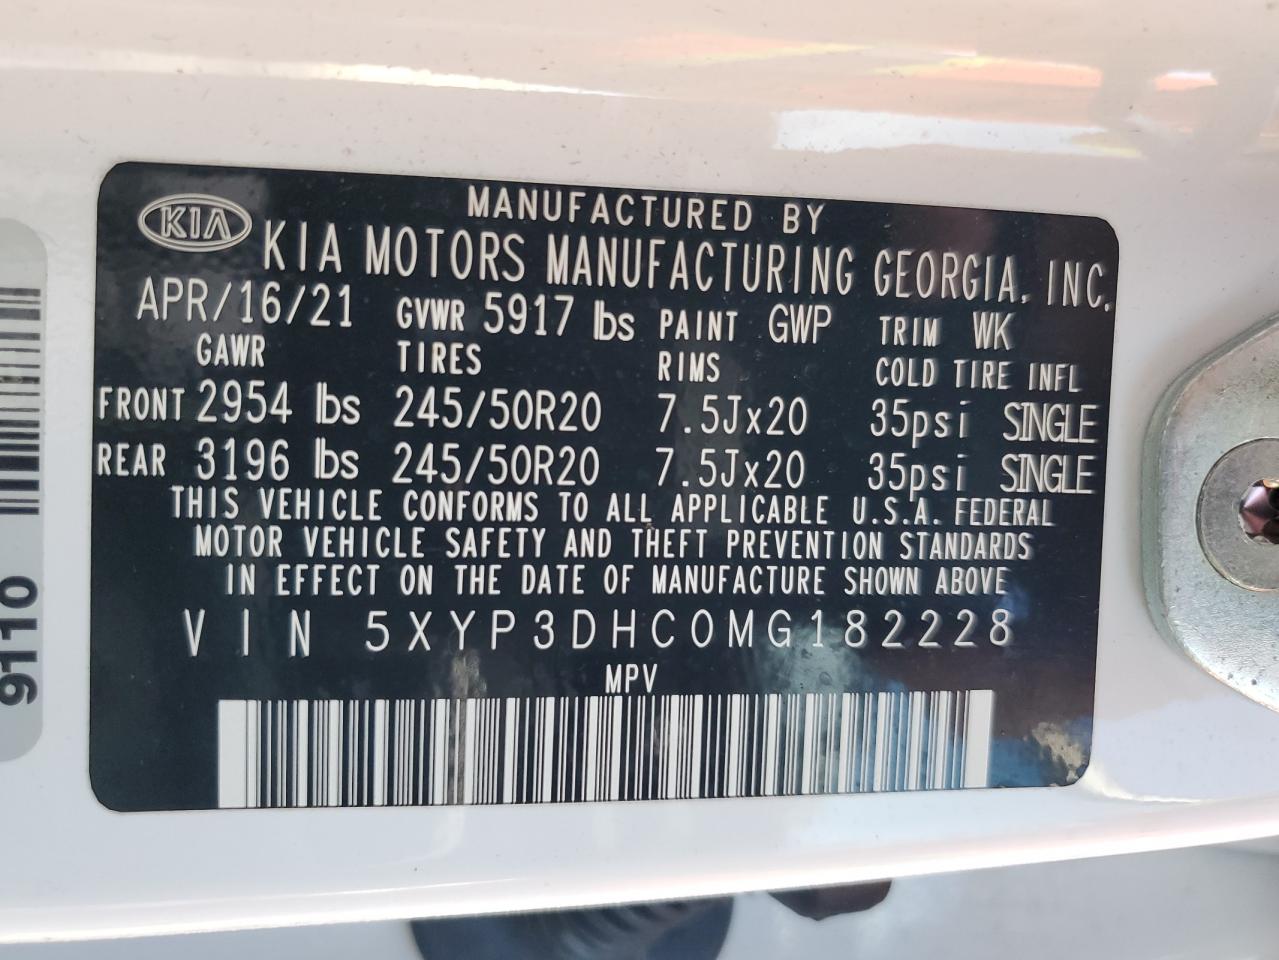 MANUFACTURED BY
KIA KIA MOTORS MANUFACTURING GEORGIA, INC.
APR/16/21 GVWR 5917 lbs PAINT GWP TRIM WK
GAWR TIRES RIMS COLD TIRE INFL
FRONT 2954 lbs 245/50R20 7.5Jx20 35psi SINGLE
REAR 3196 lbs 245/50R20 7.5Jx20 35psi SINGLE
THIS VEHICLE CONFORMS TO ALL APPLICABLE U.S.A. FEDERAL
MOTOR VEHICLE SAFETY AND THEFT PREVENTION STANDARDS
IN EFFECT ON THE DATE OF MANUFACTURE SHOWN ABOVE
VIN 5XYP3DHC0MG182228
MPV
9110